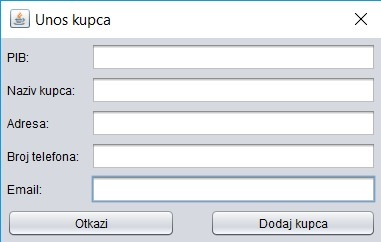 Unos kupca
PIB:
Naziv kupca:
Adresa:
Broj telefona:
Email:
Otkazi
Dodaj kupca